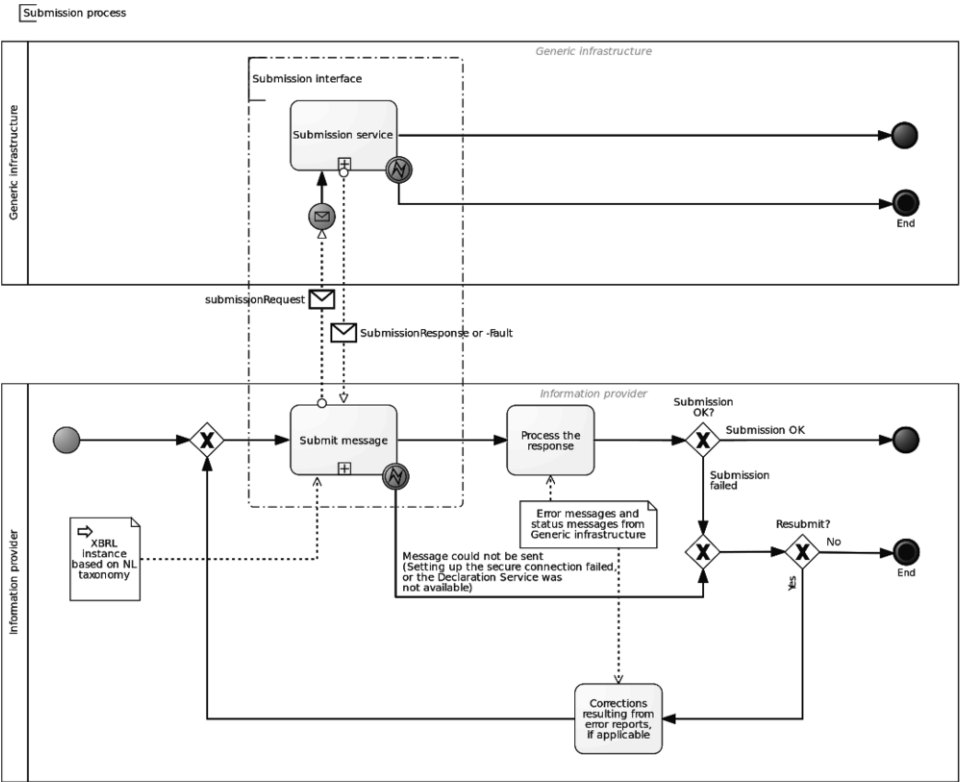 Submission process
Generic infrastructure
Generic infrastructure
Submission interface
Submission service
End
submissionRequest
SubmissionResponse or -Fault
Information provider
Information provider
Submission
OK?
Submit message
Process the
response
Submission OK
Submission
failed
Error messages and
status messages from
Generic infrastructure
XBRL
instance
based on NL
taxonomy
Resubmit?
No
End
Message could not be sent
(Setting up the secure connection failed,
or the Declaration Service was
not available)
Yes
Corrections
resulting from
error reports,
if applicable